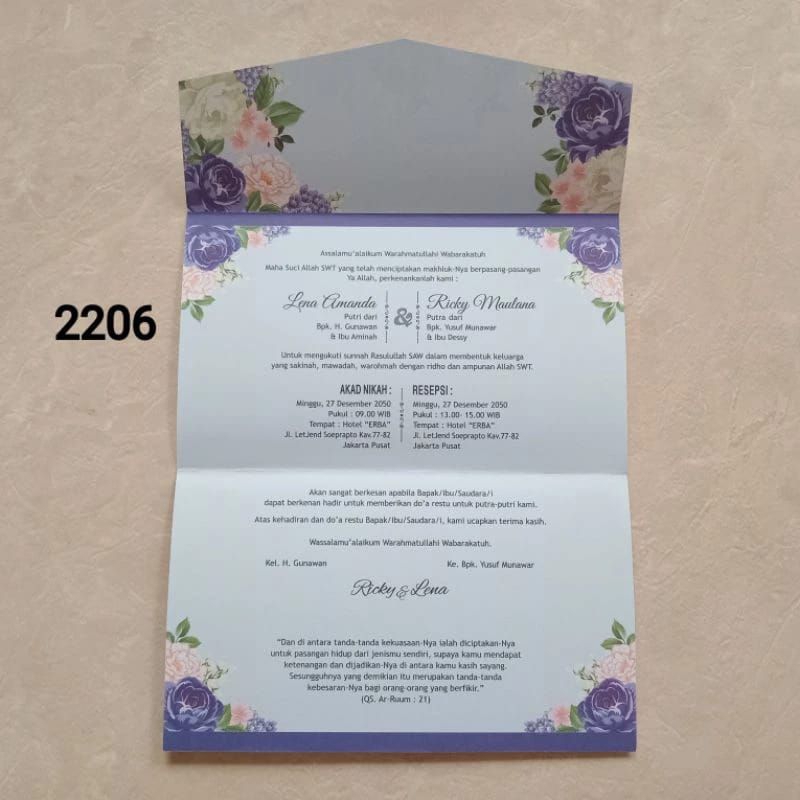 Assalamu'alaikum Warahmatullahi Wabarakatuh
Maha Suci Allah SWT yang telah menciptakan makhluk-Nya berpasang-pasangan
Ya Allah, perkenankanlah kami :
Lena Amanda
Putri dari
Bpk. H. Gunawan
& Ibu Aminah
&
Ricky Maulana
Putra dari
Bpk. Yusuf Munawar
& Ibu Dessy
2206
Untuk mengukuti sunnah Rasulullah SAW dalam membentuk keluarga
yang sakinah, mawadah, warohmah dengan ridho dan ampunan Allah SWT.
AKAD NIKAH :
Minggu, 27 Desember 2050
Pukul : 09.00 WIB
Tempat : Hotel "ERBA"
Jl. LetJend Soeprapto Kav.77-82
Jakarta Pusat
RESEPSI :
Minggu, 27 Desember 2050
Pukul : 13.00- 15.00 WIB
Tempat : Hotel "ERBA"
Jl. LetJend Soeprapto Kav.77-82
Jakarta Pusat
Akan sangat berkesan apabila Bapak/Ibu/Saudara/i
dapat berkenan hadir untuk memberikan do'a restu untuk putra-putri kami.
Atas kehadiran dan do'a restu Bapak/Ibu/Saudara/i, kami ucapkan terima kasih.
Wassalamu'alaikum Warahmatullahi Wabarakatuh.
Kel. H. Gunawan
Ke. Bpk. Yusuf Munawar
Ricky & Lena
"Dan di antara tanda-tanda kekuasaan-Nya ialah diciptakan-Nya
untuk pasangan hidup dari jenismu sendiri, supaya kamu mendapat
ketenangan dan dijadikan-Nya di antara kamu kasih sayang.
Sesungguhnya yang demikian itu merupakan tanda-tanda
kebesaran-Nya bagi orang-orang yang berfikir."
(QS. Ar-Ruum : 21)